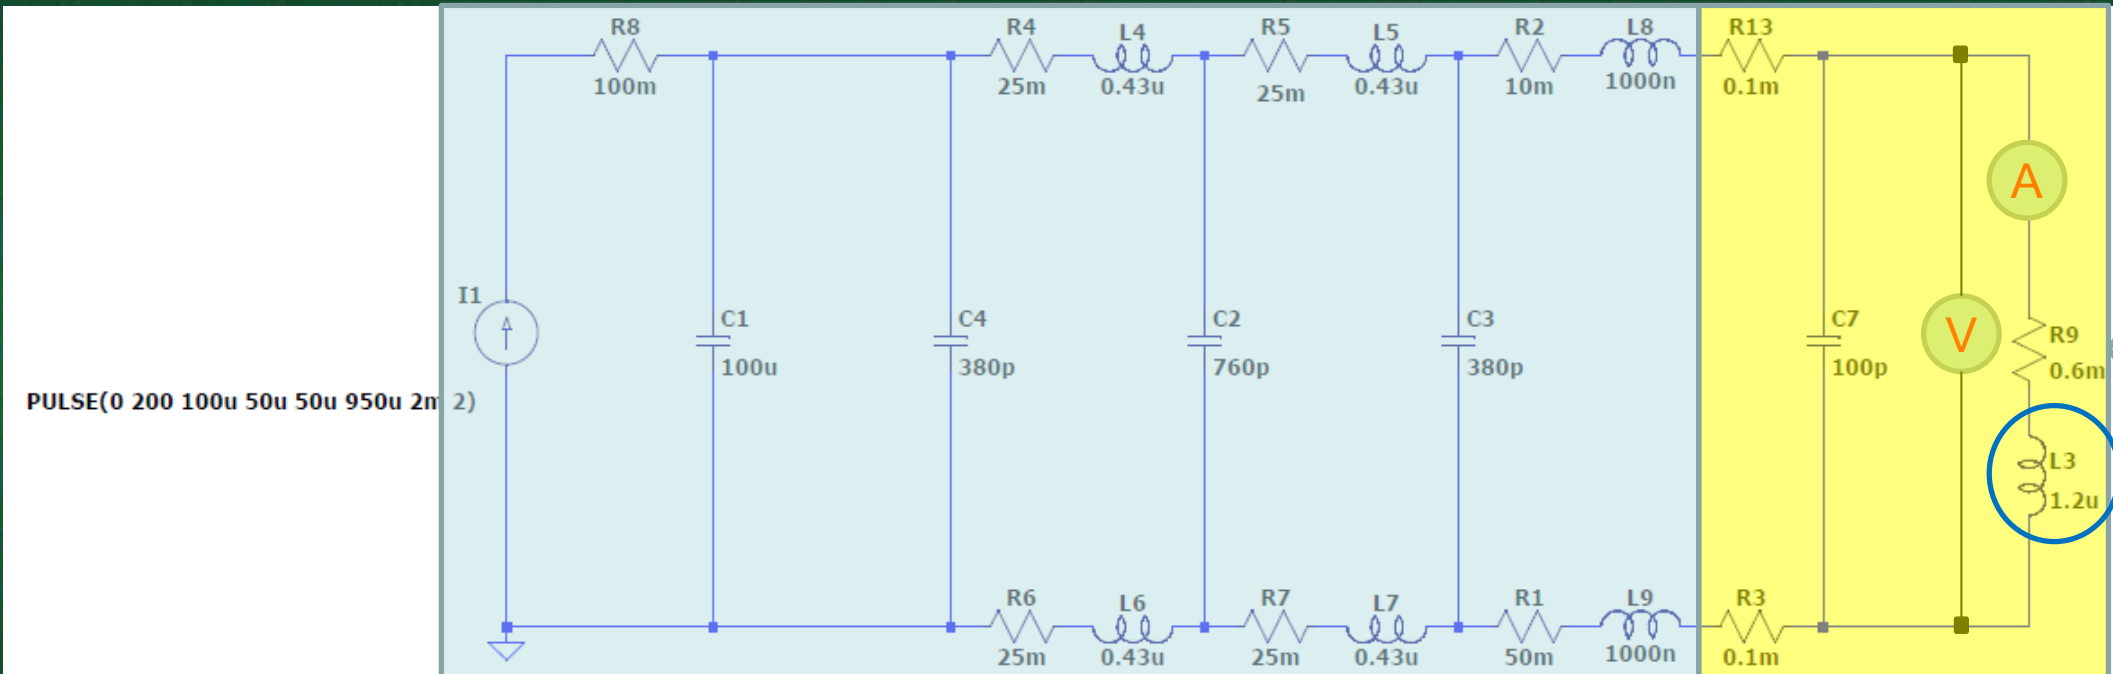 R8
100m
R4
25m
L4
0.43u
R5
25m
L5
0.43u
R2
10m
L8
1000n
R13
0.1m
A
I1
C1
100u
C4
380p
C2
760p
C3
380p
C7
100p
V
R9
0.6m
PULSE(0 200 100u 50u 50u 950u 2m 2)
L3
1.2u
R6
25m
L6
0.43u
R7
25m
L7
0.43u
R1
50m
L9
1000n
R3
0.1m